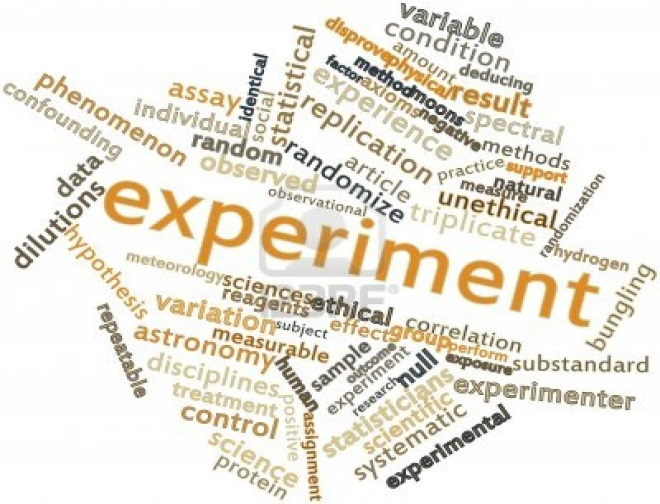 variable
condition
disprove
physical
amount
deducing
result
method
moons
factor
axioms
negative
spectral
experience
identical
social
statistical
replication
methods
phenomenon
confounding
assay
individual
random
randomize
article
practice
support
natural
measure
observed
observational
unethical
triplicate
randomization
data
dilutions
experiment
hydrogen
bungling
hypothesis
meteorology
sciences
reagents
ethical
variation
subject
effects
group
correlation
perform
exposure
substandard
astronomy
measurable
repeatable
disciplines
human
sample
outcome
experiment
research
null
experimenter
treatment
control
positive
assignment
statisticians
scientific
systematic
experimental
science
protein